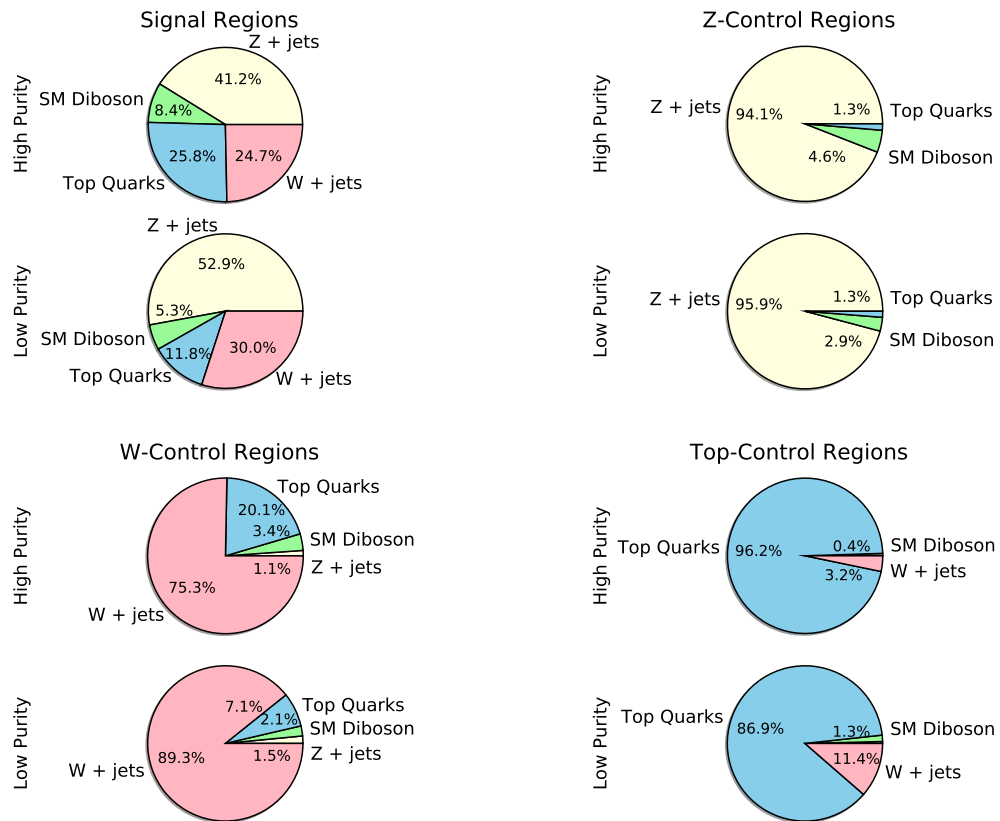 Signal Regions
Z + jets
41.2%
SM Diboson
8.4%
High Purity
25.8%
24.7%
Top Quarks
W + jets
Z + jets
52.9%
5.3%
Low Purity
SM Diboson
11.8%
30.0%
Top Quarks
W + jets
Z-Control Regions
Z + jets
94.1%
1.3%
Top Quarks
High Purity
4.6%
SM Diboson
Z + jets
95.9%
1.3%
Top Quarks
Low Purity
2.9%
SM Diboson
W-Control Regions
Top Quarks
20.1%
3.4%
SM Diboson
High Purity
1.1%
Z + jets
75.3%
W + jets
7.1%
Top Quarks
2.1%
SM Diboson
Low Purity
89.3%
1.5%
Z + jets
W + jets
Top-Control Regions
Top Quarks
96.2%
0.4%
SM Diboson
High Purity
3.2%
W + jets
Top Quarks
86.9%
1.3%
SM Diboson
Low Purity
11.4%
W + jets